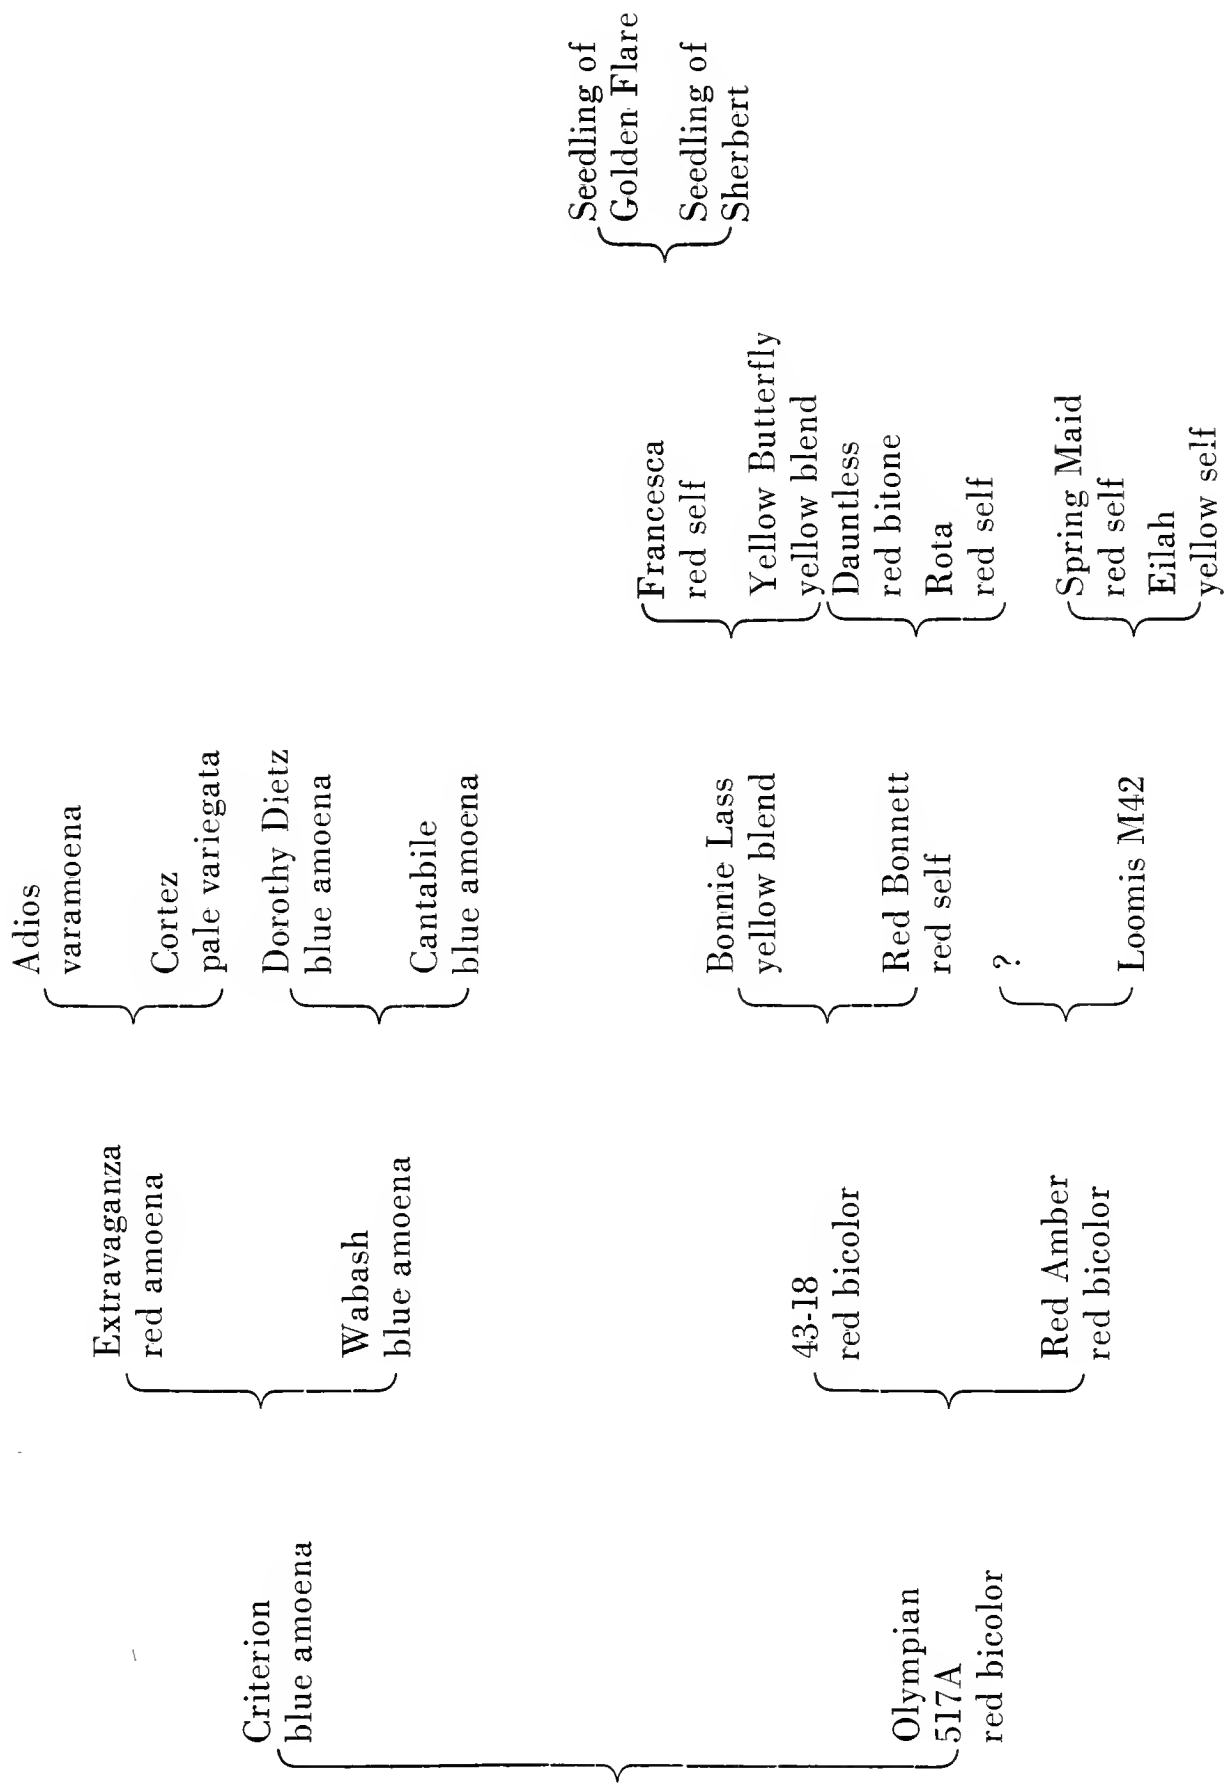 Criterion
blue amoena
Olympian
517A
red bicolor
Extravaganza
red amoena
Wabash
blue amoena
43-18
red bicolor
Red Amber
red bicolor
Adios
varamoena
Cortez
pale variegata
Dorothy Dietz
blue amoena
Cantabile
blue amoena
Bonnie Lass
yellow blend
Red Bonnett
red self
?
Loomis M42
Francesca
red self
Yellow Butterfly
yellow blend
Dauntless
red bitone
Rota
red self
Spring Maid
red self
Eilah
yellow self
Seedling of
Golden Flare
Seedling of
Sherbert